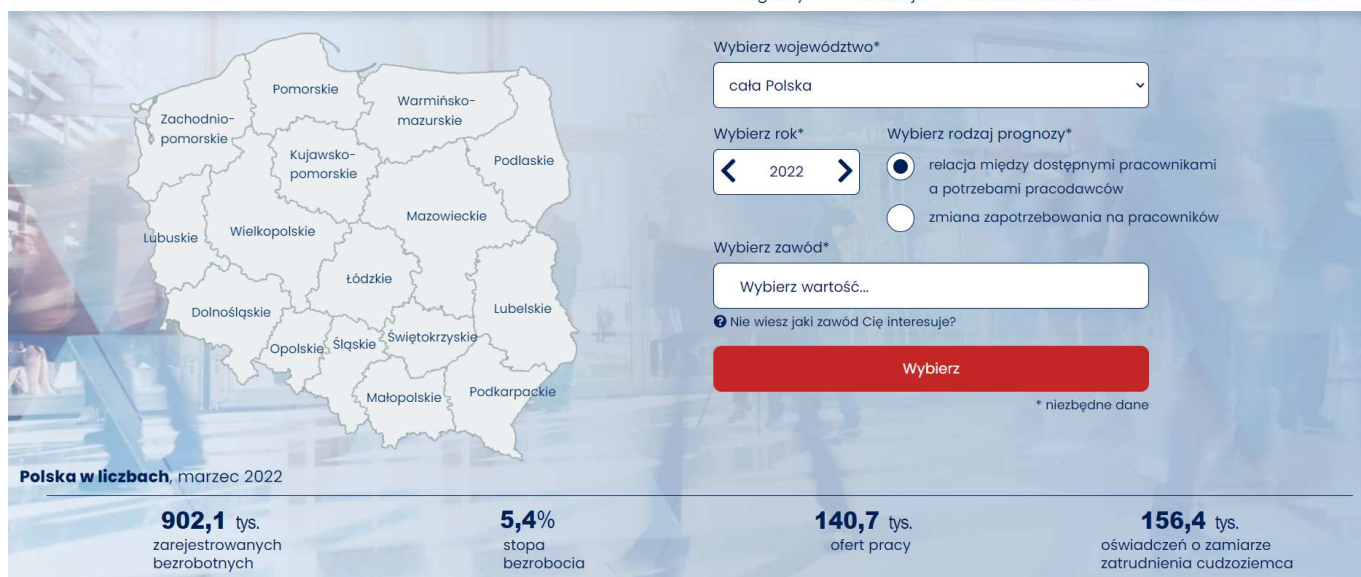 Pomorskie
Warmińsko-
mazurskie
Zachodnio-
pomorskie
Kujawsko-
pomorskie
Podlaskie
Mazowieckie
Lubuskie
Wielkopolskie
Łódzkie
Dolnośląskie
Lubelskie
Opolskie
Śląskie
Świętokrzyskie
Małopolskie
Podkarpackie
Wybierz województwo*
cała Polska
Wybierz rok*
2022
Wybierz rodzaj prognozy*
relacja między dostępnymi pracownikami
a potrzebami pracodawców
zmiana zapotrzebowania na pracowników
Wybierz zawód*
Wybierz wartość...
? Nie wiesz jaki zawód Cię interesuje?
Wybierz
* niezbędne dane
Polska w liczbach, marzec 2022
902,1 tys.
zarejestrowanych
bezrobotnych
5,4%
stopa
bezrobocia
140,7 tys.
ofert pracy
156,4 tys.
oświadczeń o zamiarze
zatrudnienia cudzoziemca